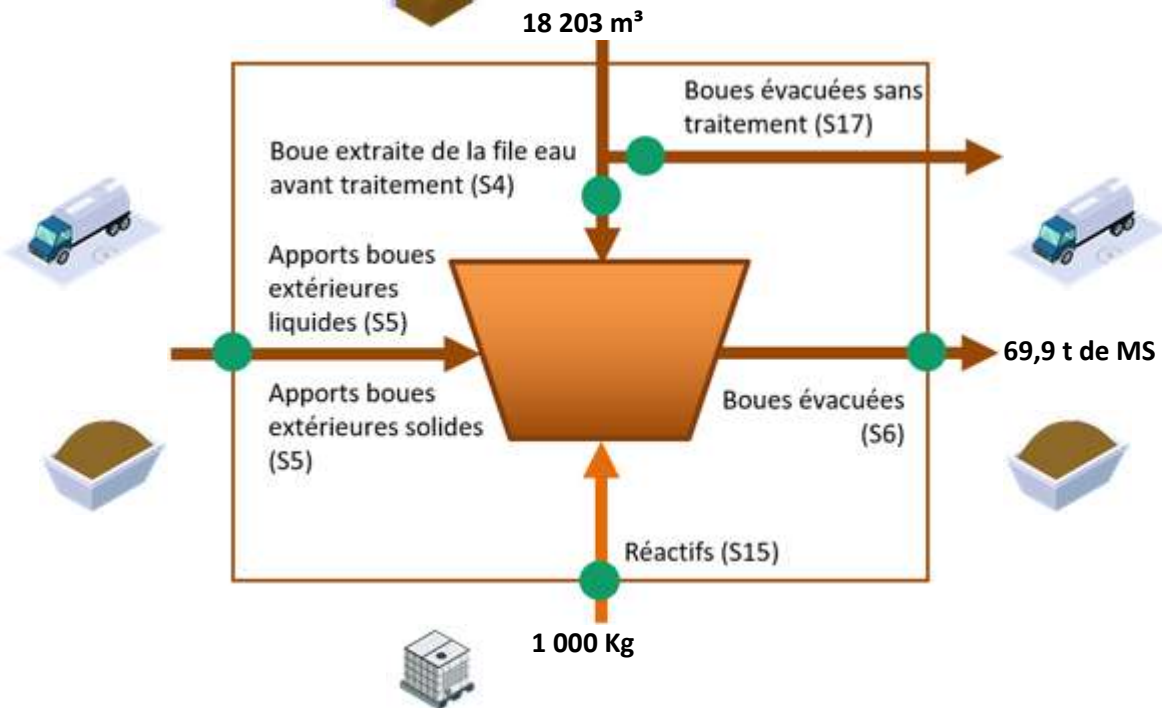 18 203 m³
Boues évacuées sans
traitement (S17)
Boue extraite de la file eau
avant traitement (S4)
Apports boues
extérieures
liquides (S5)
69,9 t de MS
Apports boues
extérieures solides
(S5)
Boues évacuées
(S6)
Réactifs (S15)
1 000 Kg